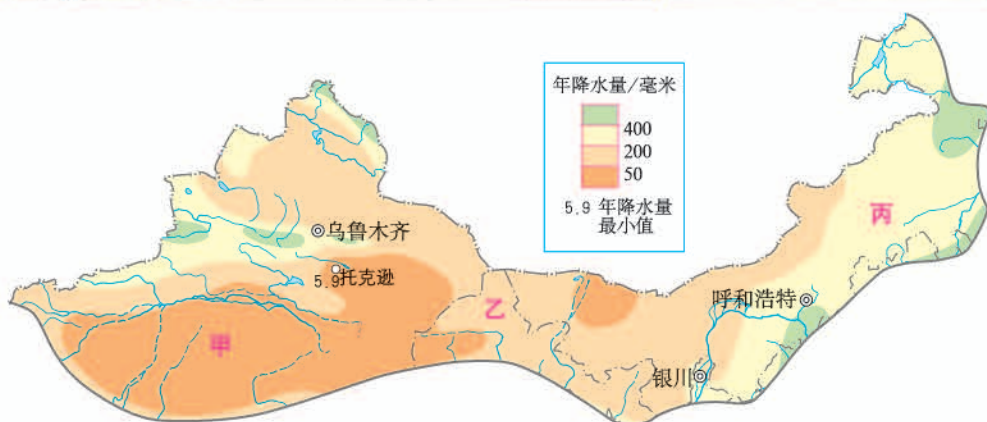 年降水量/毫米
400
200
50
5.9 年降水量
最小值
乌鲁木齐
5.9
托克逊
甲
乙
丙
呼和浩特
银川